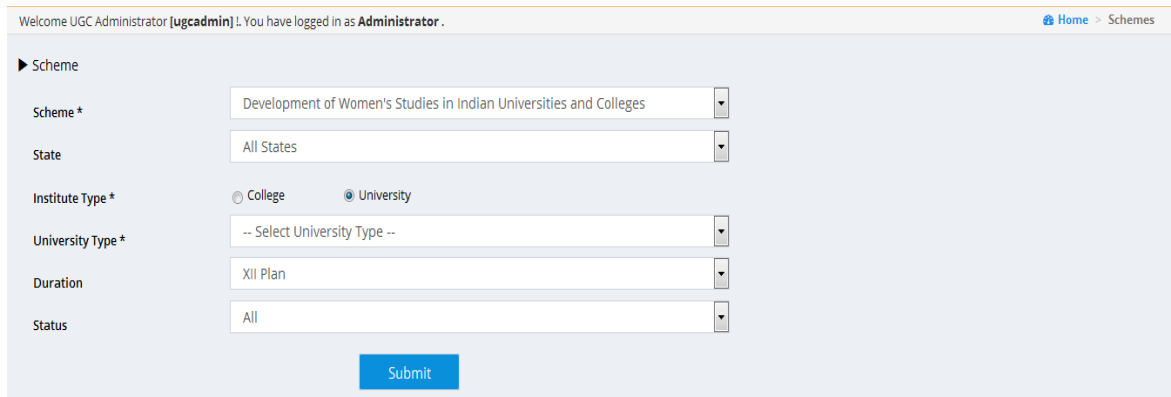 Welcome UGC Administrator [ugcadmin] !. You have logged in as Administrator .
Home > Schemes
Scheme
Scheme * Development of Women's Studies in Indian Universities and Colleges
State All States
Institute Type * College University
University Type * -- Select University Type --
Duration XII Plan
Status All
Submit